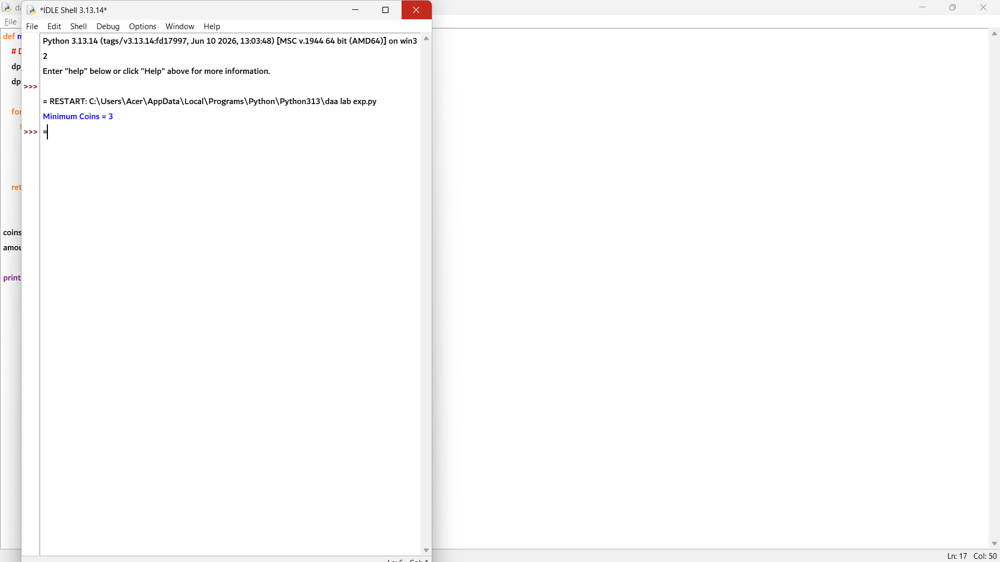 *IDLE Shell 3.13.14*
File Edit Shell Debug Options Window Help
Python 3.13.14 (tags/v3.13.14:fd17997, Jun 10 2026, 13:03:48) [MSC v.1944 64 bit (AMD64)] on win3
2
Enter "help" below or click "Help" above for more information.
>>>
= RESTART: C:\Users\Acer\AppData\Local\Programs\Python\Python313\daa lab exp.py
Minimum Coins = 3
>>> =
File
def
#
dp
dp
for
ret
coins
amou
print
Ln: 17 Col: 50